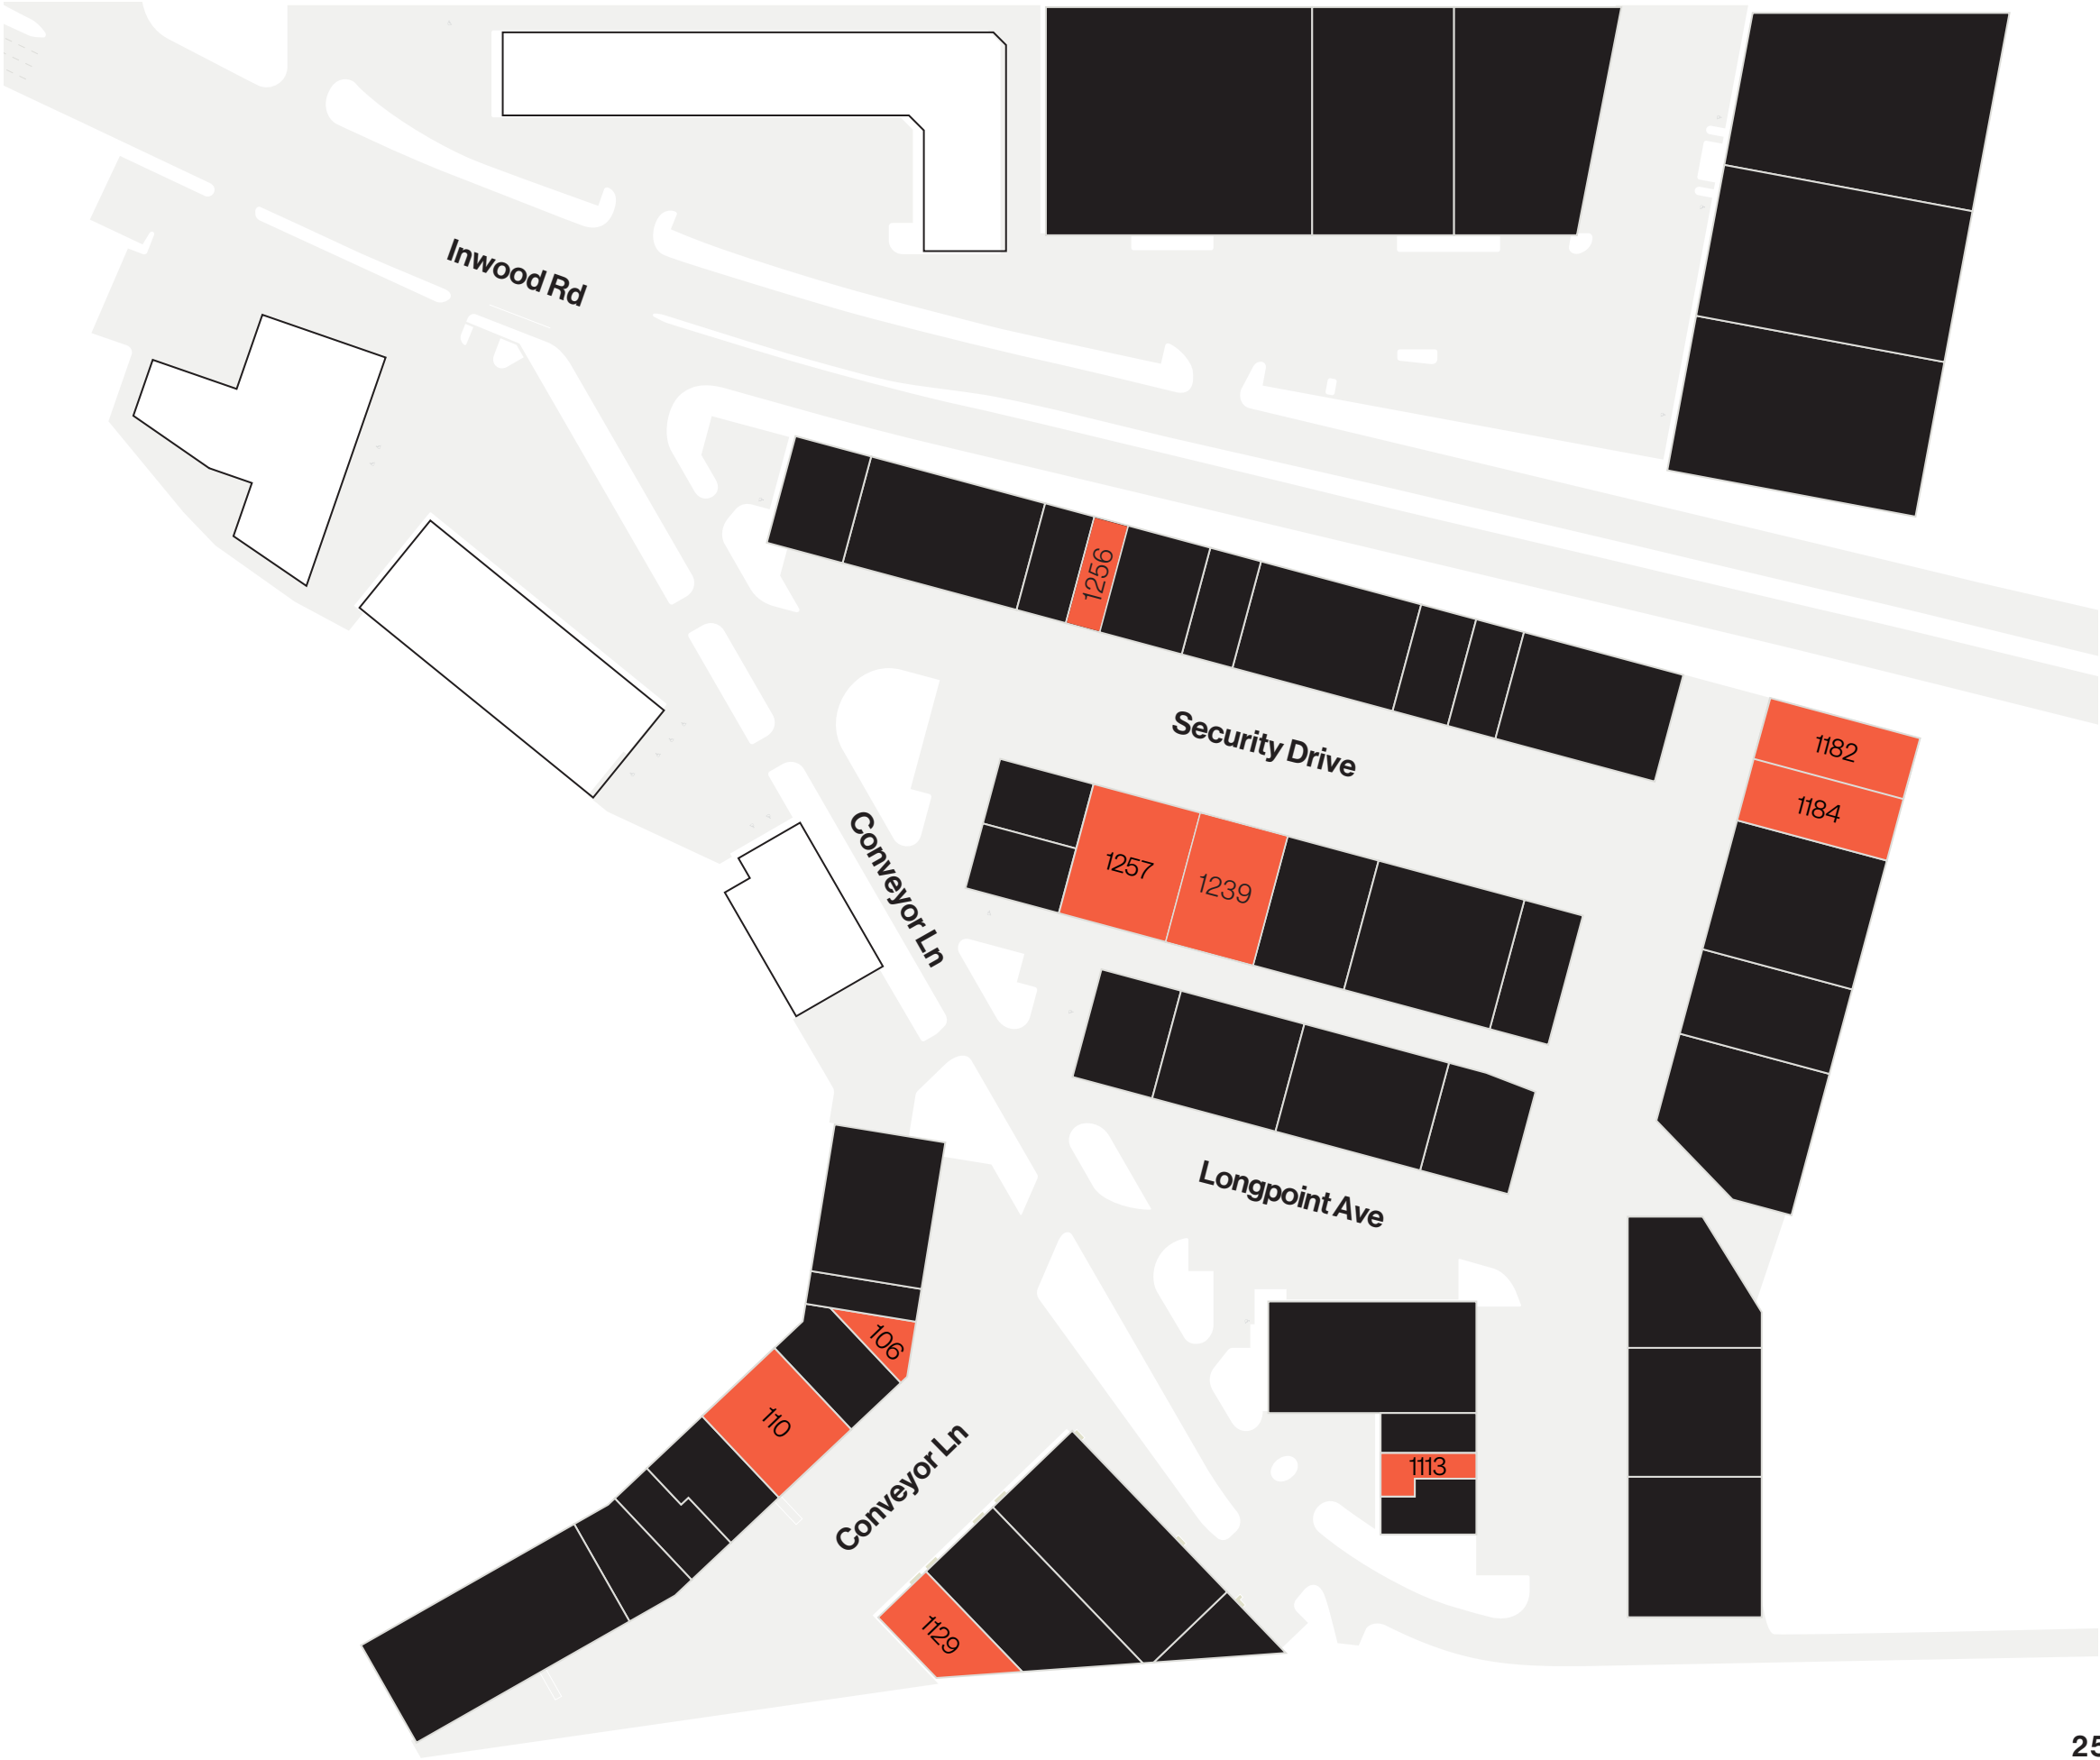 Inwood Rd
1256
Security Drive
1182
1184
Conveyor Ln
1257
1239
Longpoint Ave
106
110
Conveyor Ln
1113
1129
25